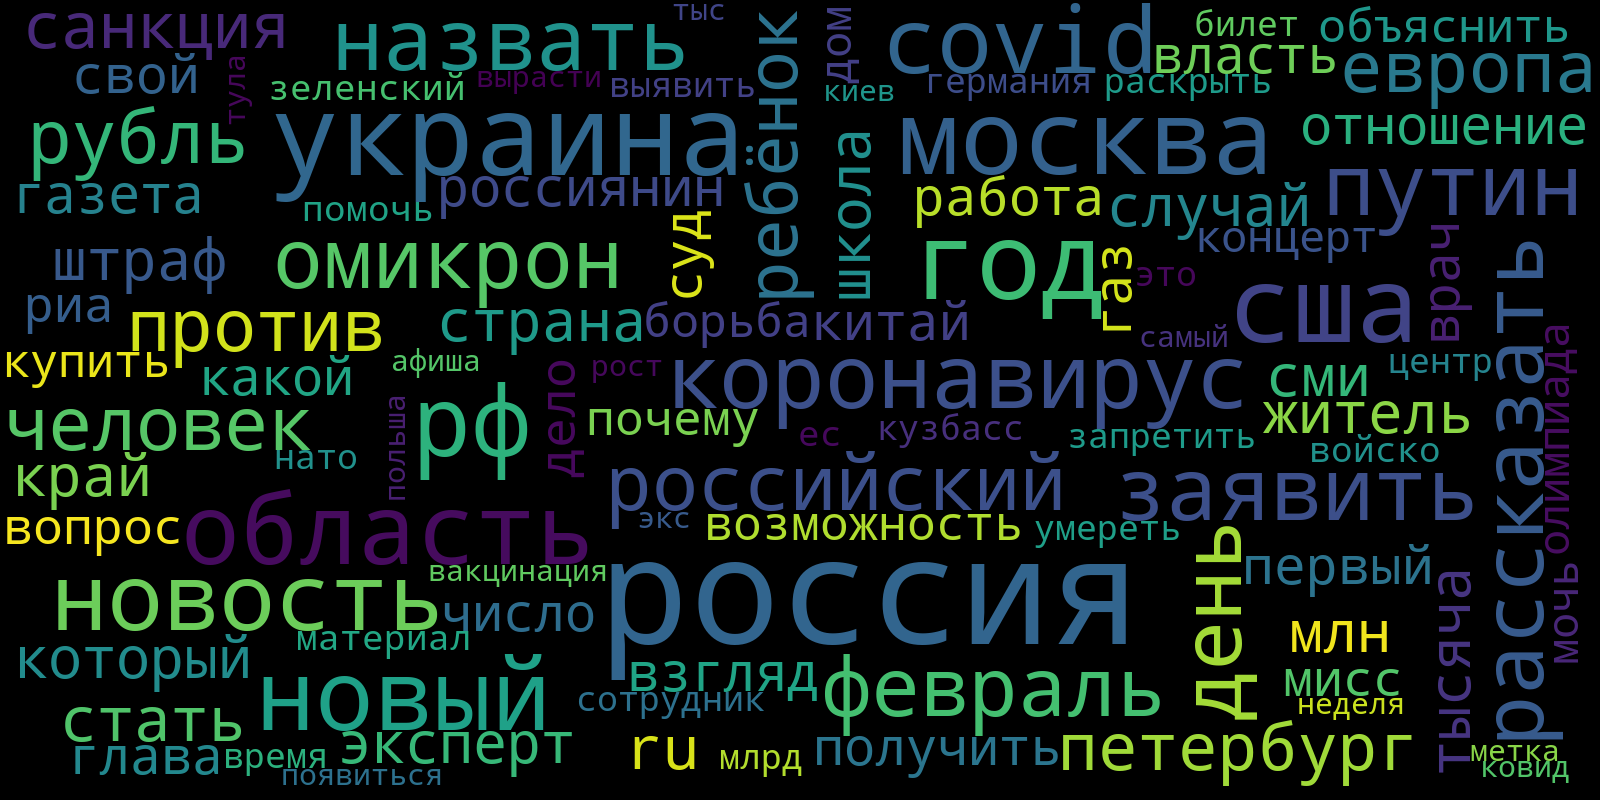 санкция
назвать
тыс
covid
билет
объяснить
свой
тула
зеленский
вырасти
выявить
ребёнок
дом
киев
германия
власть
раскрыть
европа
рубль
украина
москва
отношение
газета
помочь
россиянин
школа
работа
случай
путин
штраф
омикрон
суд
год
газ
концерт
это
врач
риа
против
страна
борьба
китай
сша
самый
рассказать
купить
какой
афиша
рост
коронавирус
сми
центр
олимпиада
человек
польша
рф
дело
почему
ес
кузбасс
запретить
житель
войско
край
нато
российский
заявить
вопрос
область
экс
возможность
умереть
день
первый
новость
вакцинация
число
россия
млн
тысяча
мочь
который
материал
новый
взгляд
сотрудник
февраль
мисс
неделя
стать
глава
время
эксперт
появиться
ru
млрд
получить
петербург
метка
ковид